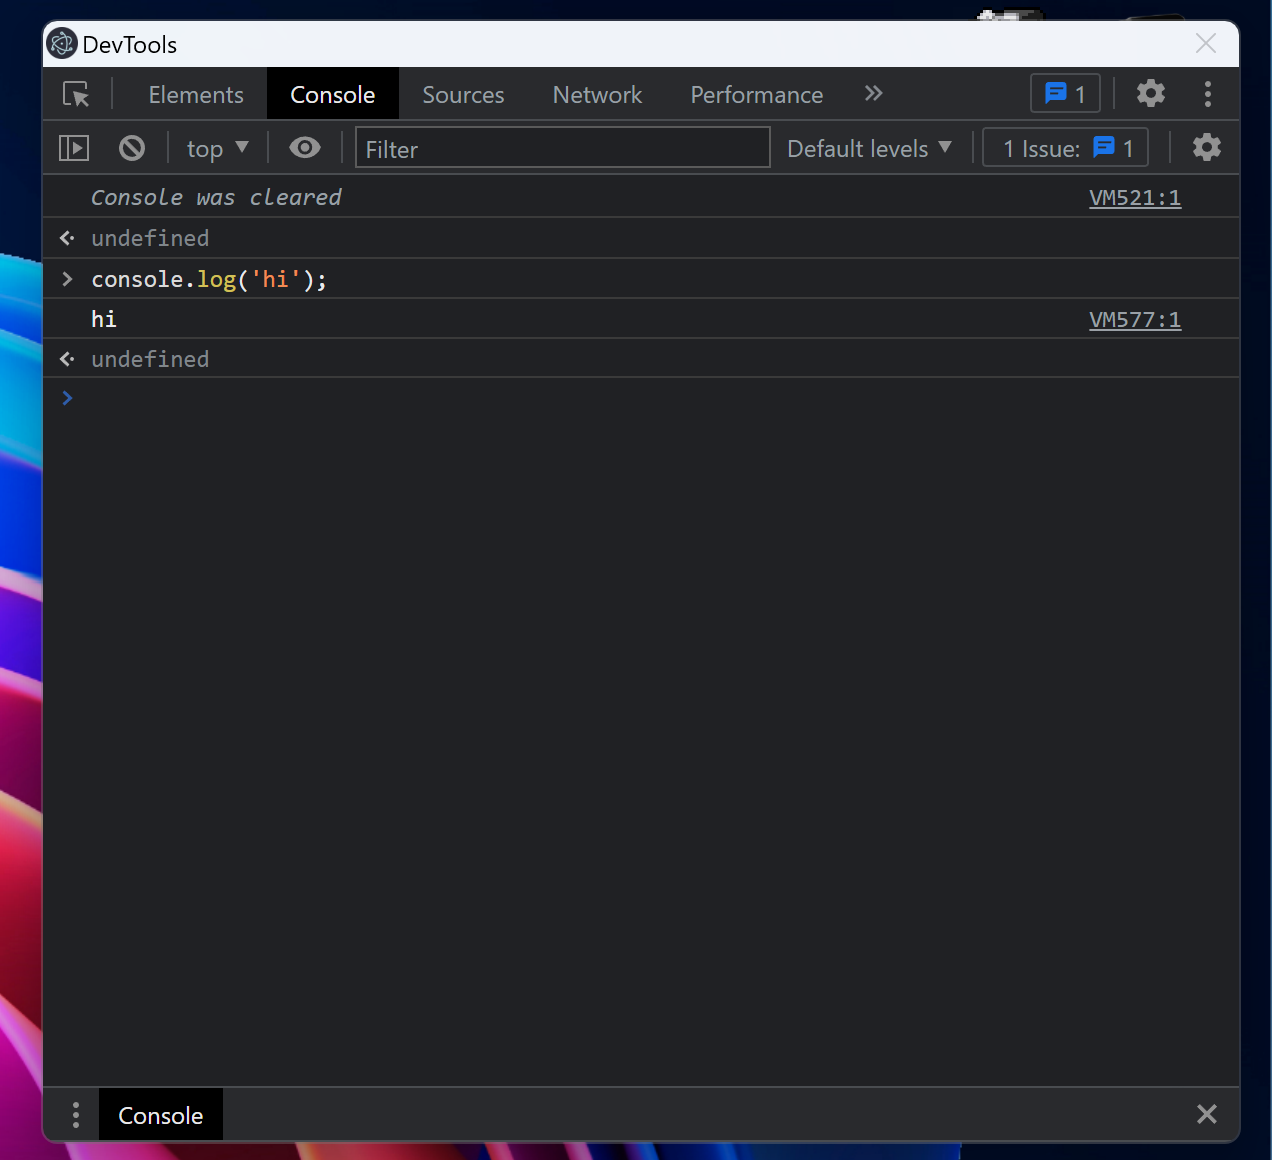 DevTools
Elements Console Sources Network Performance 1
top Filter Default levels 1 Issue: 1
Console was cleared VM521:1
undefined
console.log('hi');
hi VM577:1
undefined
Console